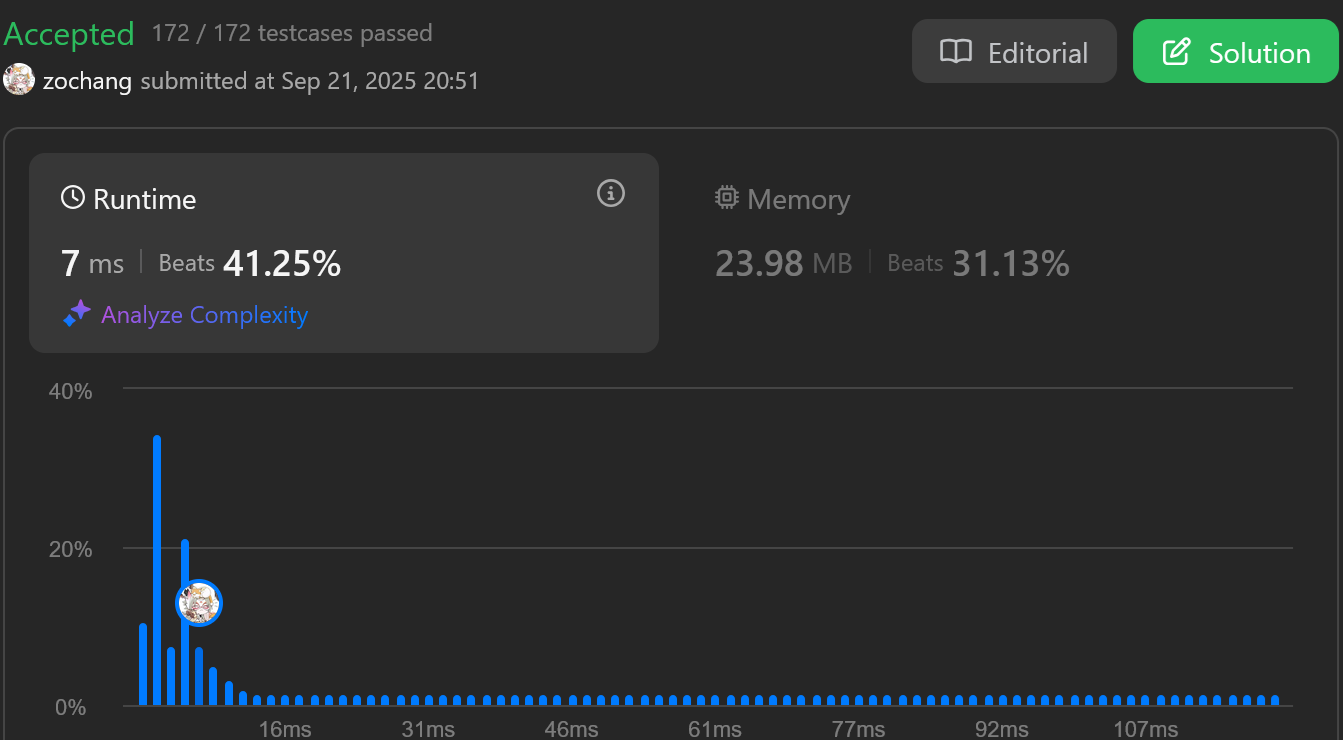 Accepted 172 / 172 testcases passed
Editorial
Solution
zochang submitted at Sep 21, 2025 20:51
Runtime
7 ms Beats 41.25%
Analyze Complexity
Memory
23.98 MB Beats 31.13%
40%
20%
0%
16ms 31ms 46ms 61ms 77ms 92ms 107ms